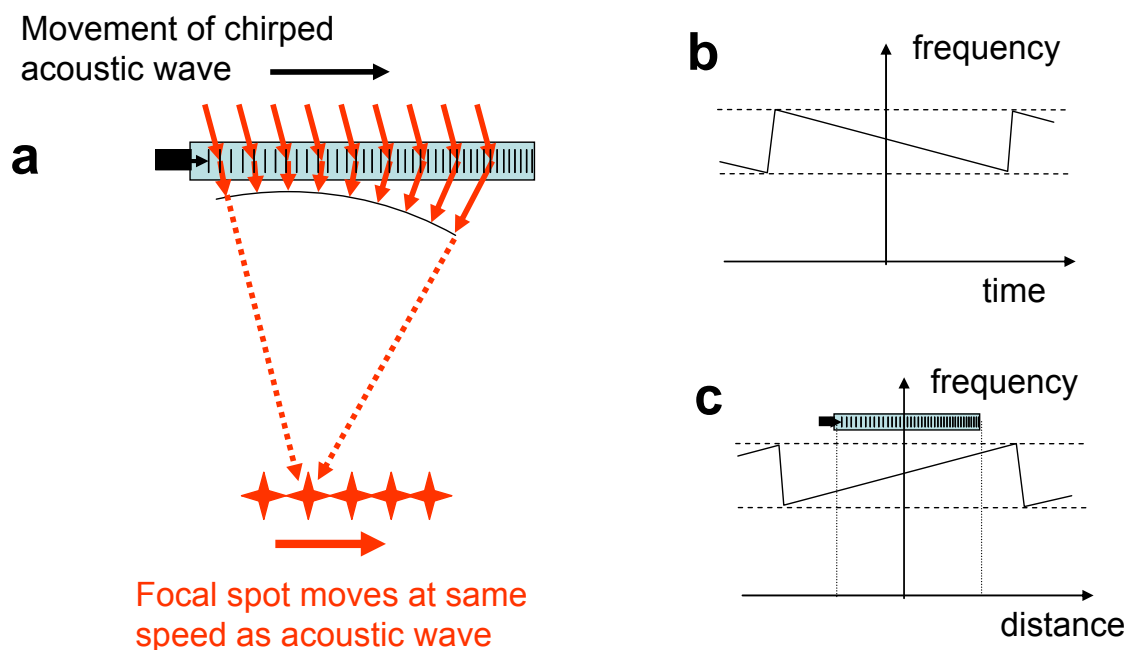 Movement of chirped
acoustic wave
a
Focal spot moves at same
speed as acoustic wave
b
frequency
time
c
frequency
distance